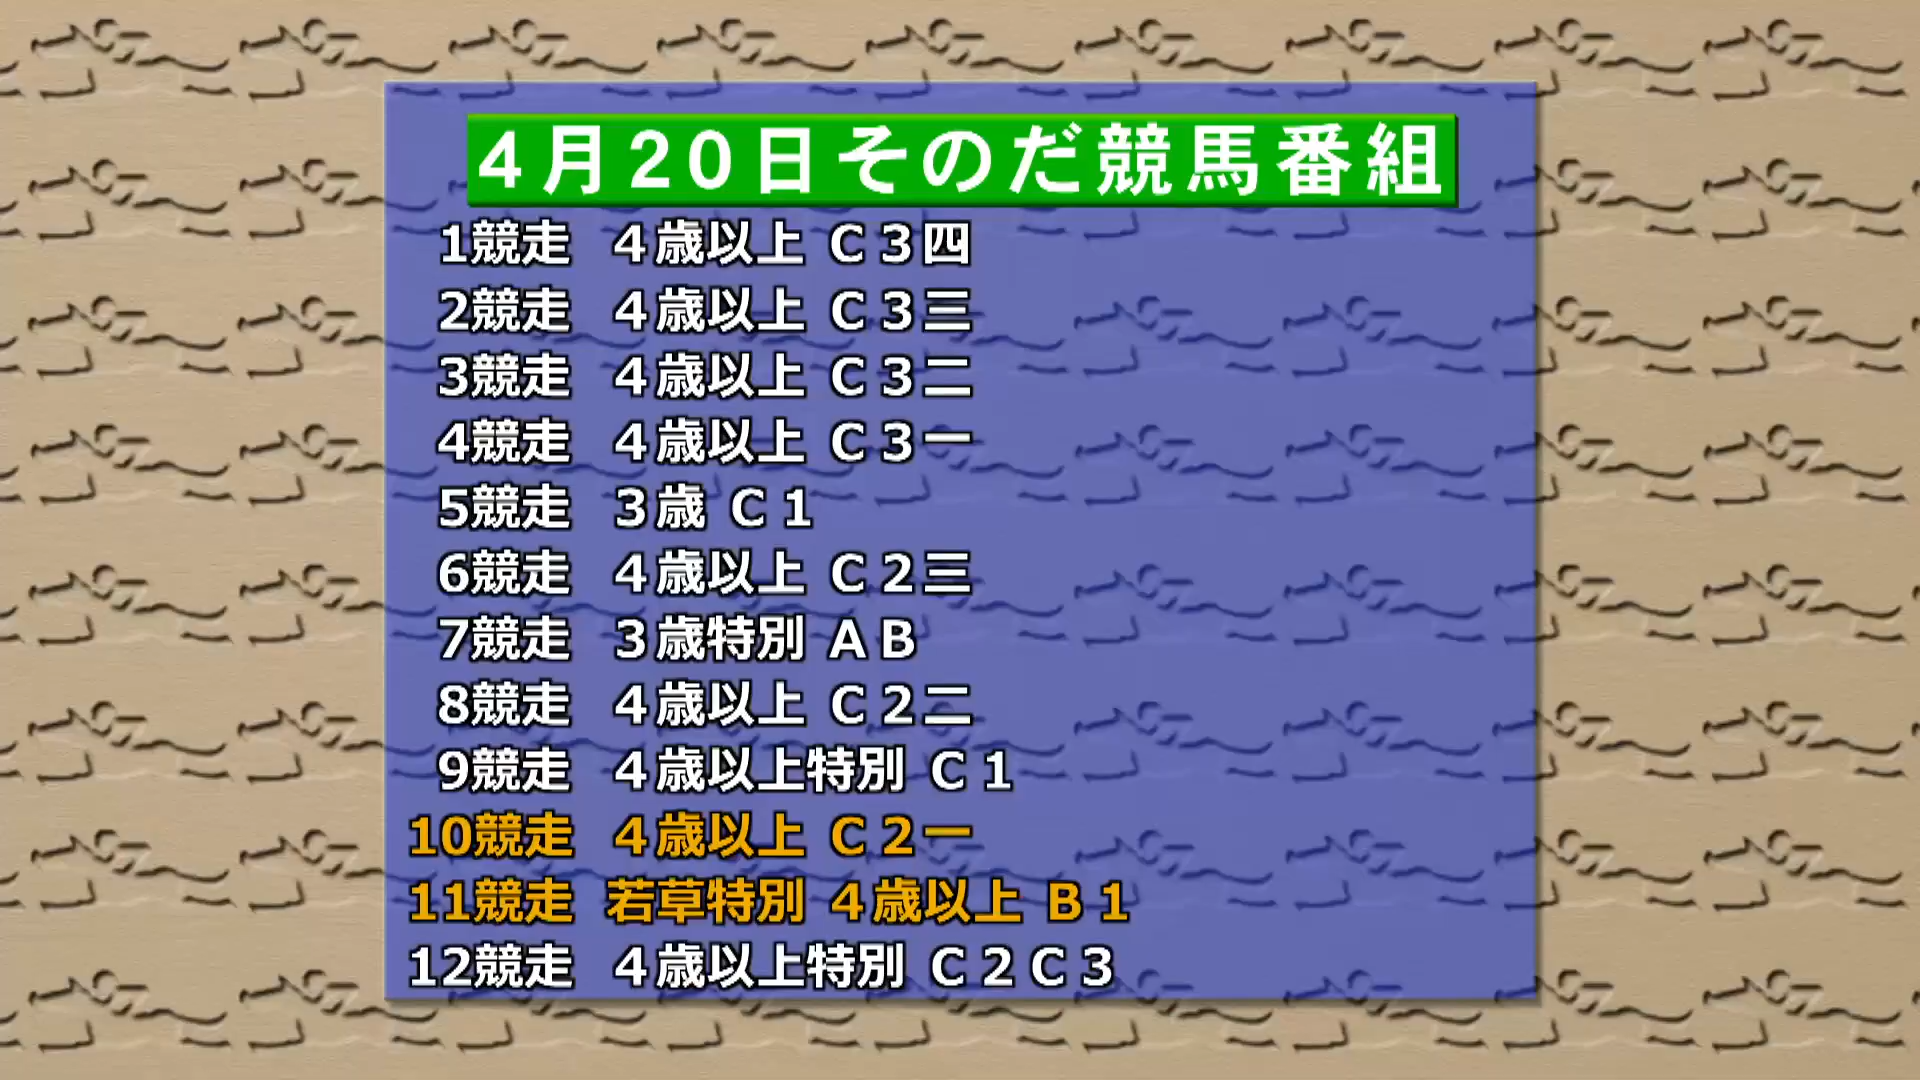 ４月２０日そのだ競馬番組
1競走 ４歳以上 Ｃ３四
2競走 ４歳以上 Ｃ３三
3競走 ４歳以上 Ｃ３二
4競走 ４歳以上 Ｃ３一
5競走 ３歳 Ｃ１
6競走 ４歳以上 Ｃ２三
7競走 ３歳特別 ＡＢ
8競走 ４歳以上 Ｃ２二
9競走 ４歳以上特別 Ｃ１
10競走 ４歳以上 Ｃ２一
11競走 若草特別 ４歳以上 Ｂ１
12競走 ４歳以上特別 Ｃ２Ｃ３